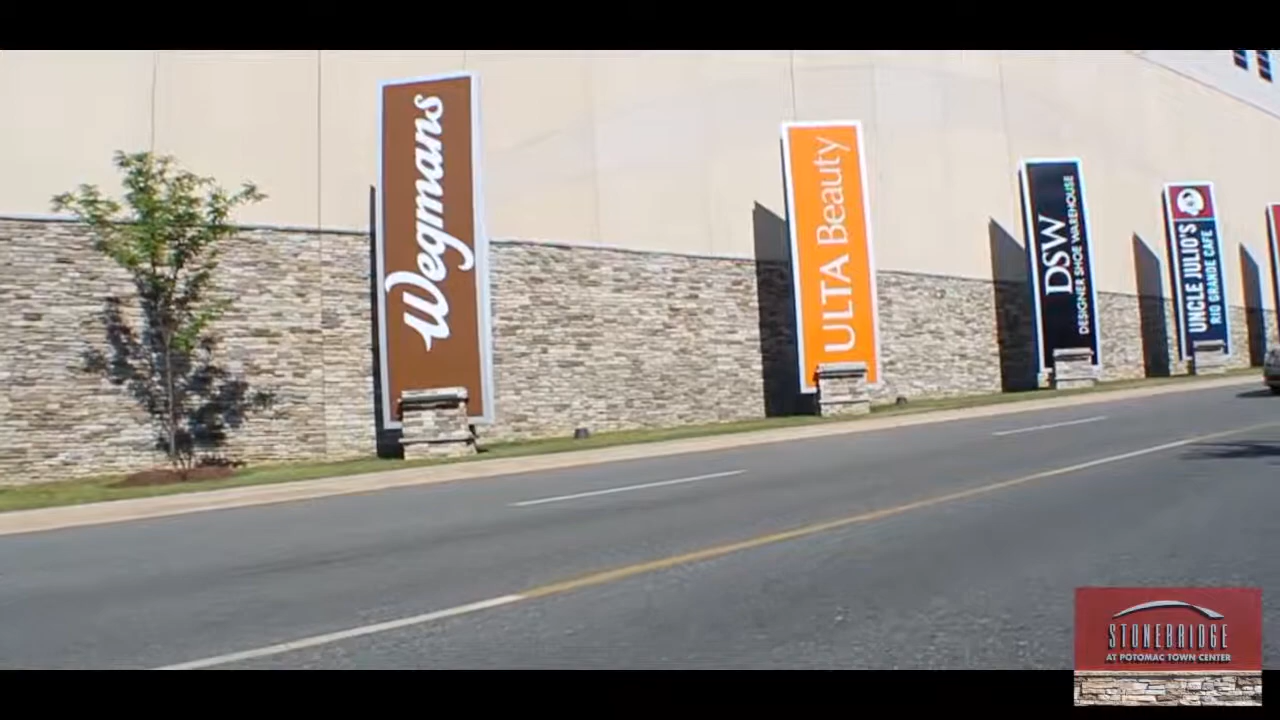 Wegmans
ULTA Beauty
DSW
DESIGNER SHOE WAREHOUSE
UNCLE JULIO'S
RIO GRANDE CAFE
STONEBRIDGE
AT POTOMAC TOWN CENTER